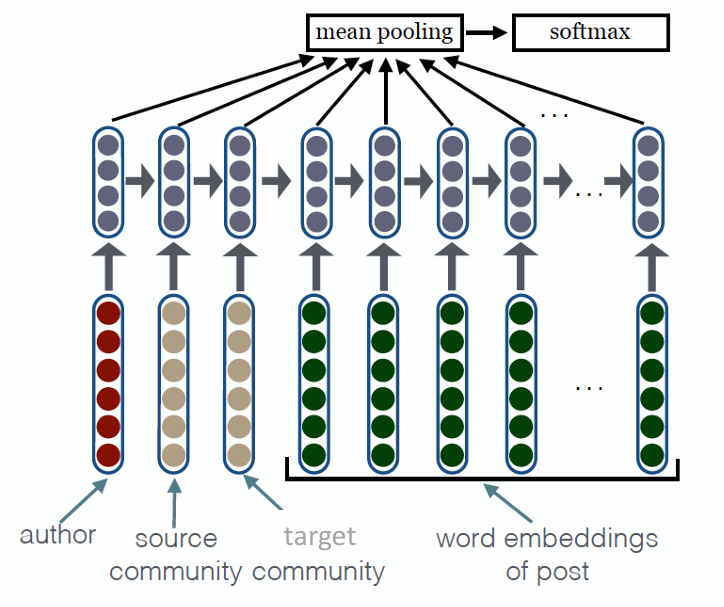 mean pooling
softmax
. . .
. . .
. . .
author
source community
target community
word embeddings
of post